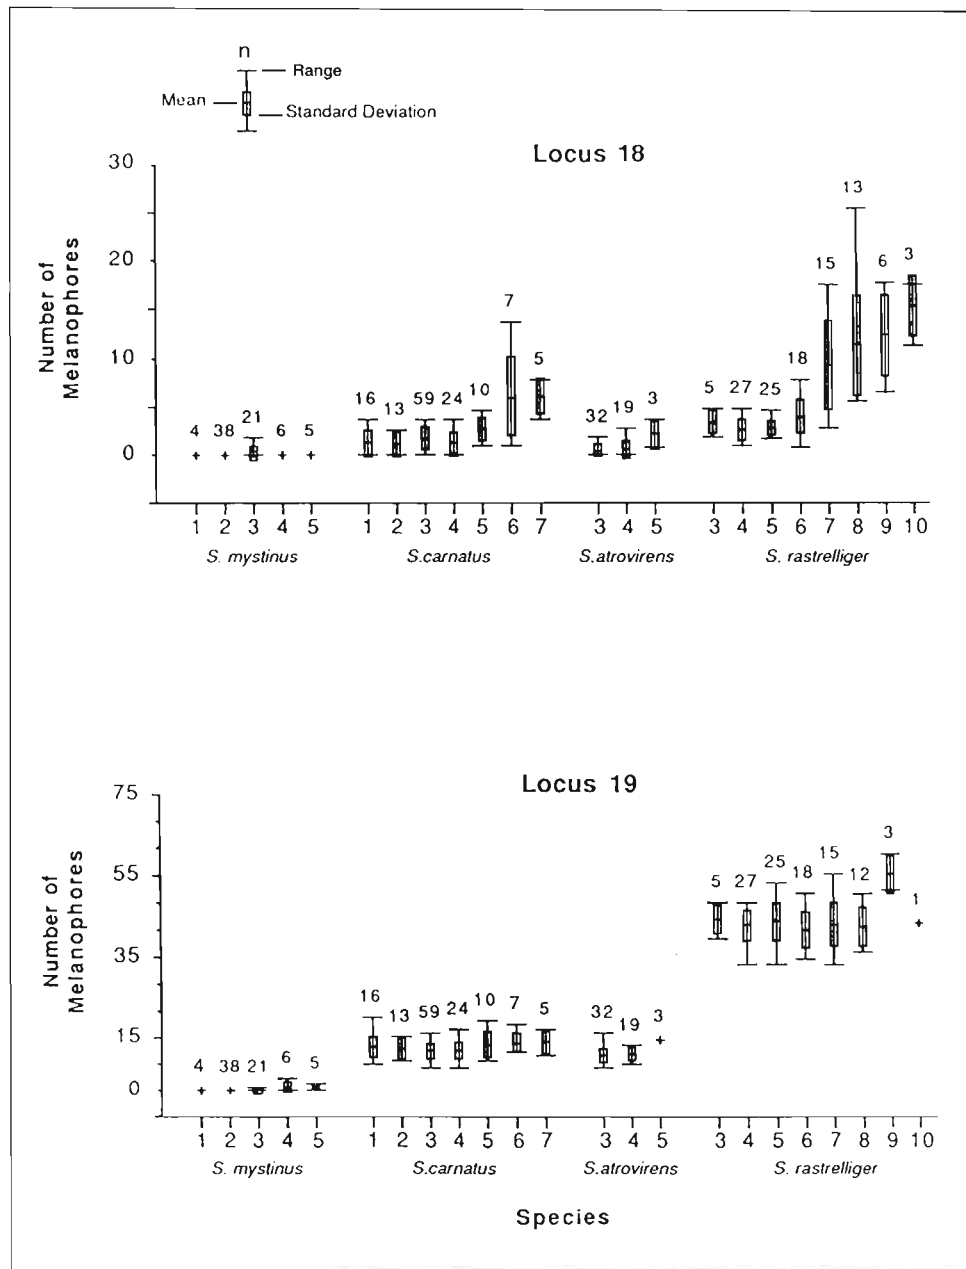 n
Range
Mean
Standard Deviation
Locus 18
Number of
Melanophores
30
20
10
0
4 38 21 6 5
16 13 59 24 10 7 5
32 19 3
5 27 25 18 15 13 6 3
1 2 3 4 5 1 2 3 4 5 6 7 3 4 5 3 4 5 6 7 8 9 10
S. mystinus S.carnatus S.atrovirens S. rastrelliger
Locus 19
Number of
Melanophores
75
55
35
15
0
4 38 21 6 5
16 13 59 24 10 7 5
32 19 3
5 27 25 18 15 12 3 1
1 2 3 4 5 1 2 3 4 5 6 7 3 4 5 3 4 5 6 7 8 9 10
S. mystinus S.carnatus S.atrovirens S. rastrelliger
Species